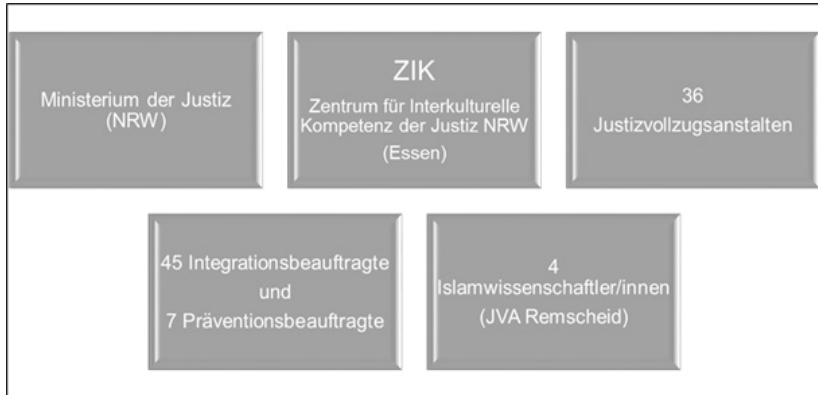 Ministerium der Justiz
(NRW)
ZIK
Zentrum für Interkulturelle
Kompetenz der Justiz NRW
(Essen)
36
Justizvollzugsanstalten
45 Integrationsbeauftragte
und
7 Präventionsbeauftragte
4
Islamwissenschaftler/innen
(JVA Remscheid)